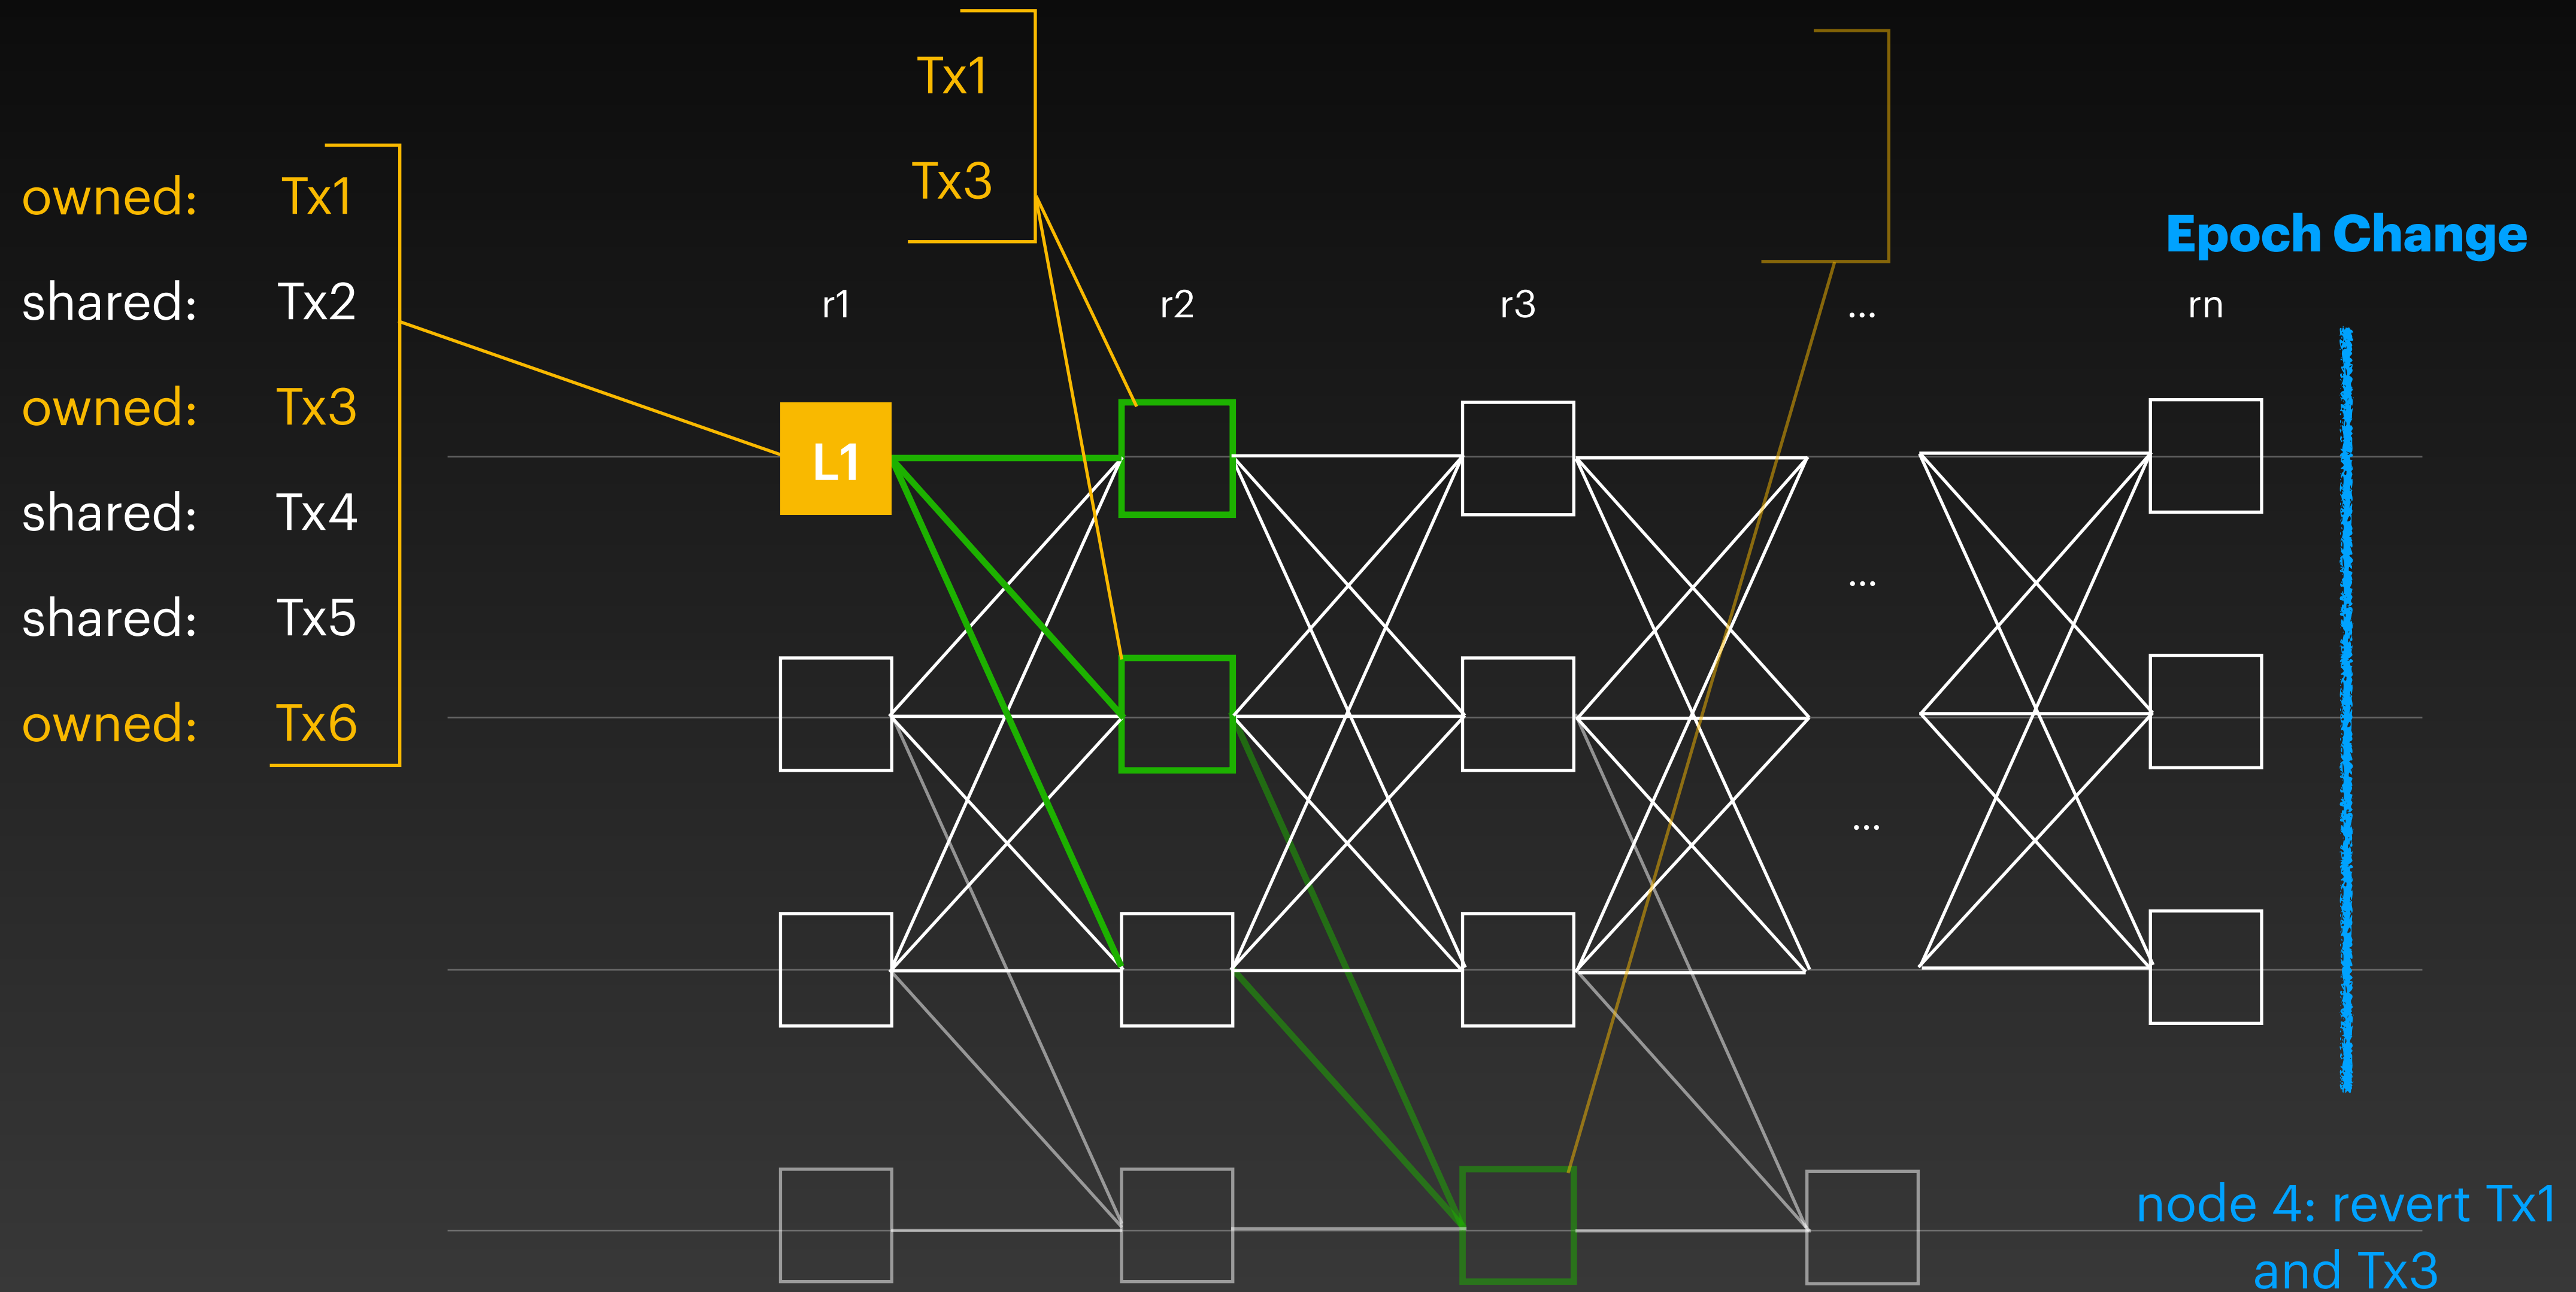 Tx1
Tx3
owned: Tx1
shared: Tx2
owned: Tx3
shared: Tx4
shared: Tx5
owned: Tx6
Epoch Change
r1 r2 r3 ... rn
L1
...
...
node 4: revert Tx1
and Tx3